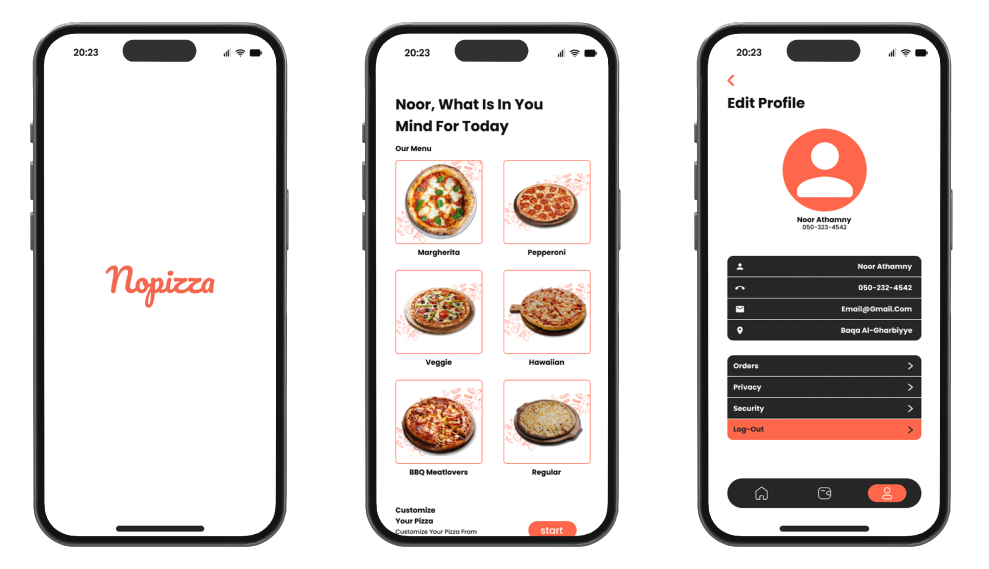 20:23
Nopizza
20:23
Noor, What Is In You
Mind For Today
Our Menu
Margherita
Pepperoni
Veggie
Hawaiian
BBQ Meatlovers
Regular
Customize
Your Pizza
Customize Your Pizza From
start
20:23
Edit Profile
Noor Athamny
050-323-4542
Noor Athamny
050-232-4542
Email@Gmail.Com
Baqa Al-Gharbiyye
Orders
Privacy
Security
Log-Out